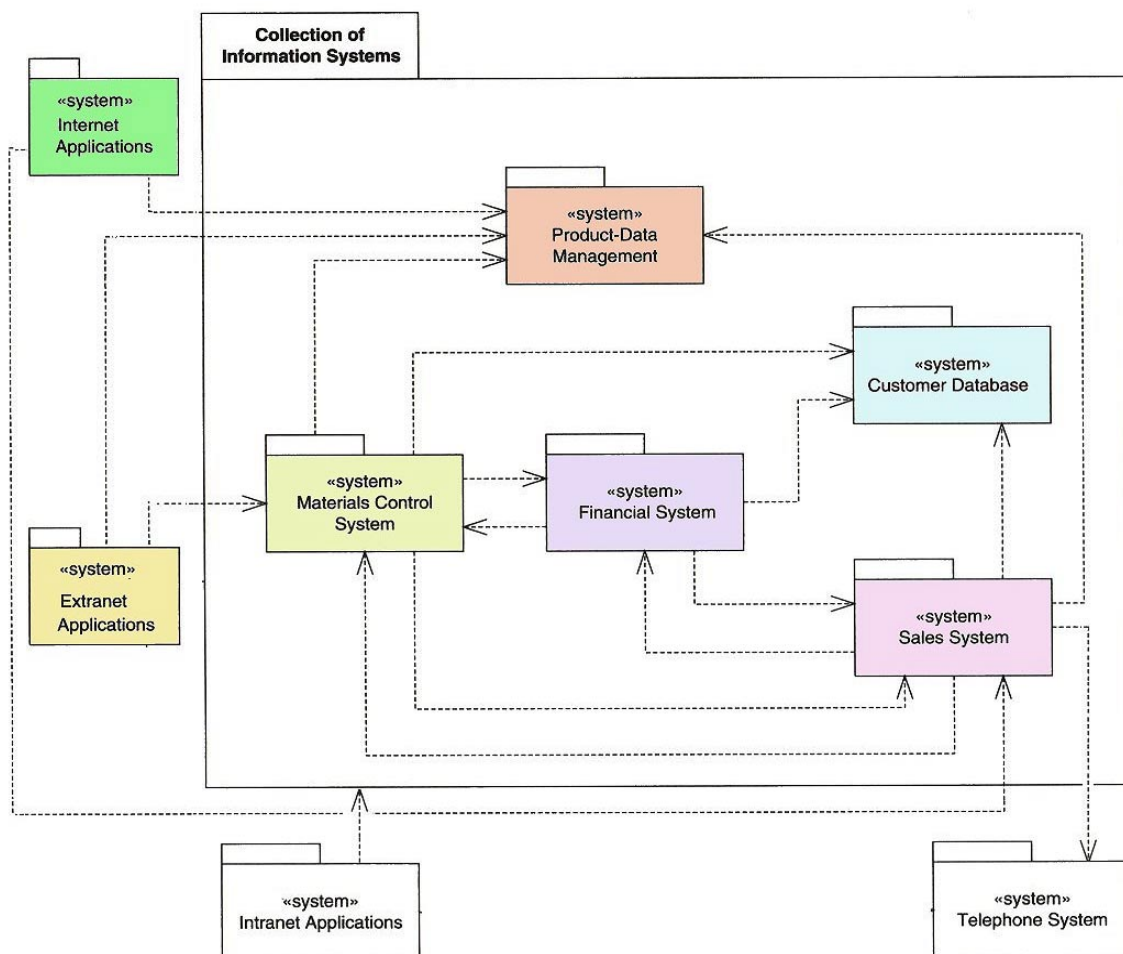 Collection of
Information Systems
«system»
Internet
Applications
«system»
Product-Data
Management
«system»
Customer Database
«system»
Materials Control
System
«system»
Financial System
«system»
Extranet
Applications
«system»
Sales System
«system»
Intranet Applications
«system»
Telephone System